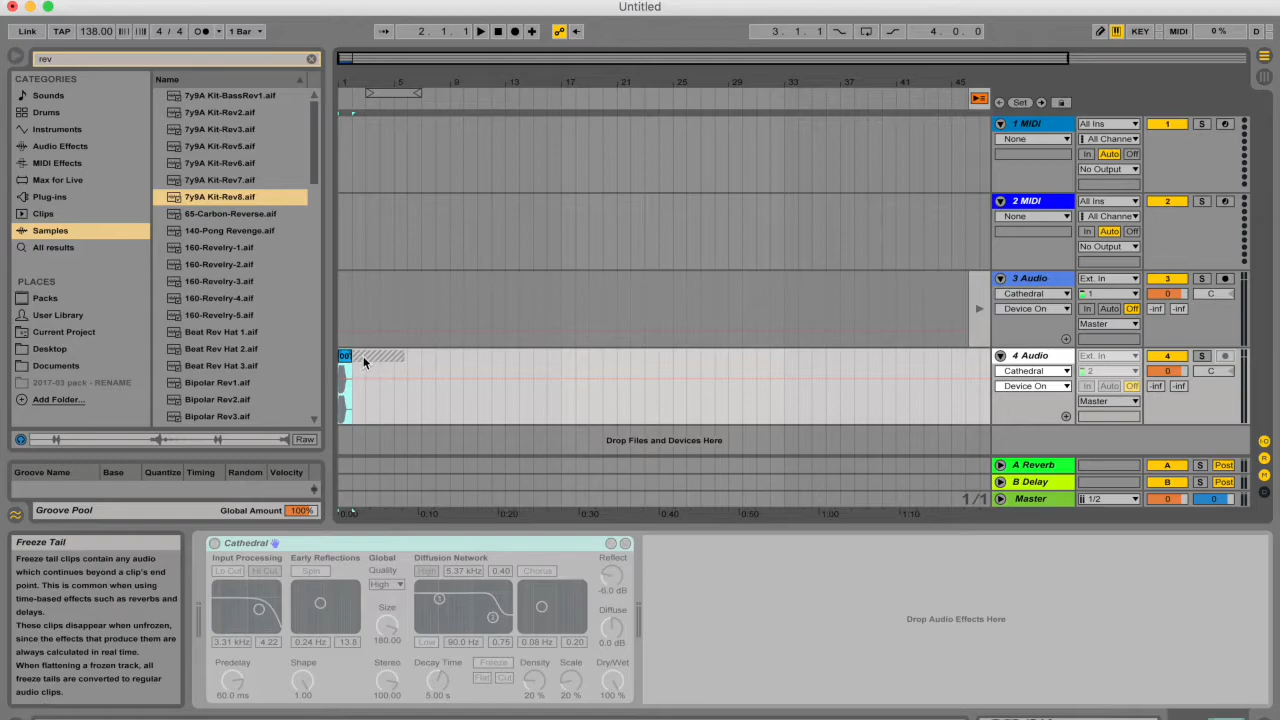 Untitled
Link TAP 138.00 4 / 4 1 Bar 2. 1. 1 3. 1. 1 4. 0. 0 KEY MIDI 0 % D
rev
CATEGORIES
Sounds
Drums
Instruments
Audio Effects
MIDI Effects
Max for Live
Plug-ins
Clips
Samples
All results
PLACES
Packs
User Library
Current Project
Desktop
Documents
2017-03 pack - RENAME
Add Folder...
Name
7y9A Kit-BassRev1.aif
7y9A Kit-Rev2.aif
7y9A Kit-Rev3.aif
7y9A Kit-Rev5.aif
7y9A Kit-Rev6.aif
7y9A Kit-Rev7.aif
7y9A Kit-Rev8.aif
65-Carbon-Reverse.aif
140-Pong Revenge.aif
160-Revelry-1.aif
160-Revelry-2.aif
160-Revelry-3.aif
160-Revelry-4.aif
160-Revelry-5.aif
Beat Rev Hat 1.aif
Beat Rev Hat 2.aif
Beat Rev Hat 3.aif
Bipolar Rev1.aif
Bipolar Rev2.aif
Bipolar Rev3.aif
Raw
Groove Name Base Quantize Timing Random Velocity
Groove Pool Global Amount 100%
1 5 9 13 17 21 25 29 33 37 41 45
Set
1 MIDI All Ins 1 S
None All Channe
In Auto Off
No Output
2 MIDI All Ins 2 S
None All Channe
In Auto Off
No Output
3 Audio Ext. In 3 S
Cathedral 1 0 C
Device On In Auto Off -inf -inf
Master
4 Audio Ext. In 4 S
Cathedral 2 0 C
Device On In Auto Off -inf -inf
Master
Drop Files and Devices Here
A Reverb A S Post
B Delay B S Post
1/1 Master 1/2 0 0
0:00 0:10 0:20 0:30 0:40 0:50 1:00 1:10
Freeze Tail
Freeze tail clips contain any audio
which continues beyond a clip's end
point. This is common when using
time-based effects such as reverbs and
delays.
These clips disappear when unfrozen,
since the effects that produce them are
always calculated in real time.
When flattening a frozen track, all
freeze tails are converted to regular
audio clips.
Cathedral
Input Processing Early Reflections Global Diffusion Network Reflect
Lo Cut Hi Cut Spin Quality High 5.37 kHz 0.40 Chorus
High -6.0 dB
Size Diffuse
180.00 0.0 dB
3.31 kHz 4.22 0.24 Hz 13.8 Low 90.0 Hz 0.75 0.08 Hz 0.20
Predelay Shape Stereo Decay Time Freeze Density Scale Dry/Wet
Flat Cut
60.0 ms 1.00 100.00 5.00 s 20 % 20 % 100 %
Drop Audio Effects Here